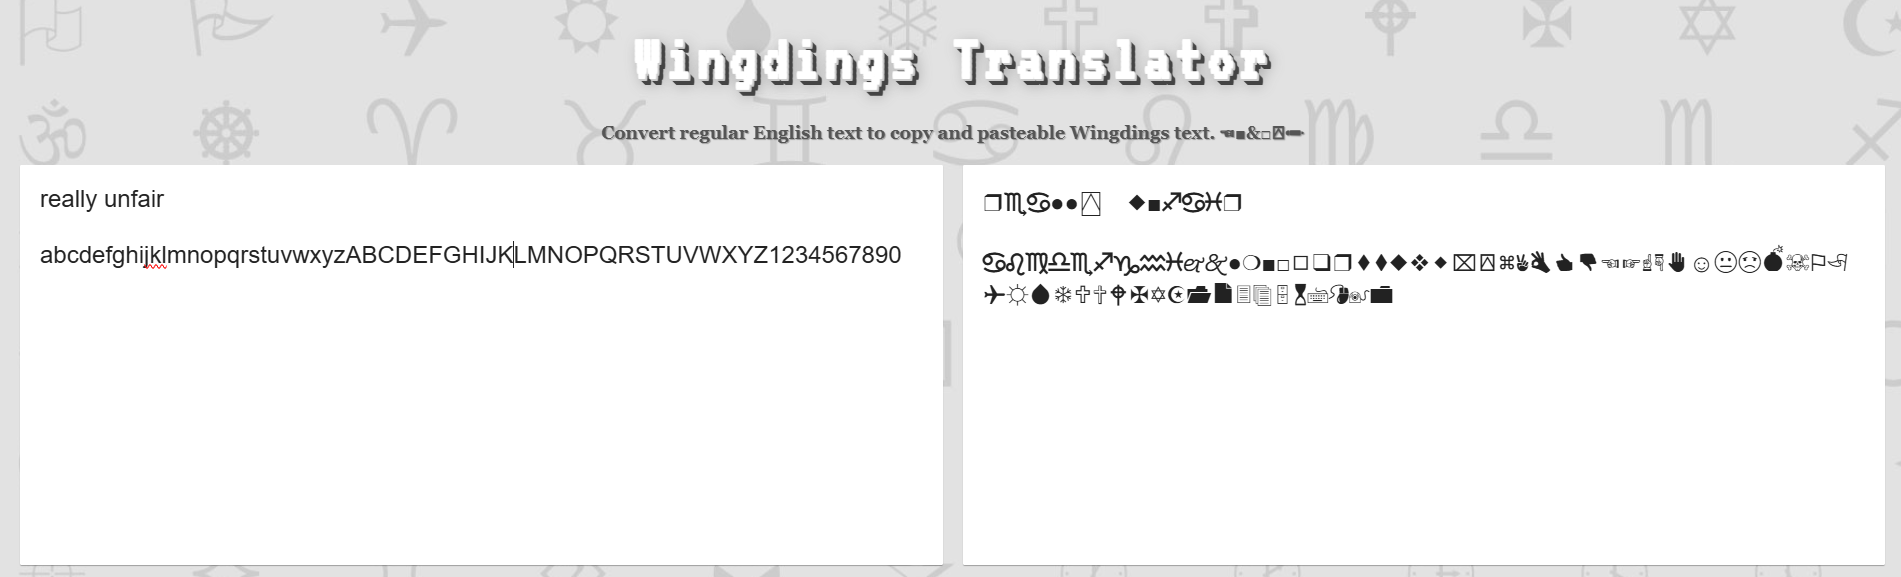 Wingdings Translator
Convert regular English text to copy and pasteable Wingdings text. ☜■&□⍓➖
really unfair
abcdefghijklmnopqrstuvwxyzABCDEFGHIJKLMNOPQRSTUVWXYZ1234567890
❒♏♋●●⍓ ◆■♐♋♓❒
♋♌♍♎♏♐♑♒♓🙰🙵●❍■□◻❑❒⬧⬧◆❖⬥⌧⍓⌘✌👌👍👎☜☞☝☟✋☺😐☹💣☠⚐🏱
✈☼💧❄🕆✞🕈✠✡☪📂📄🗏🗐🗄⌛🖮🖰🖲📁